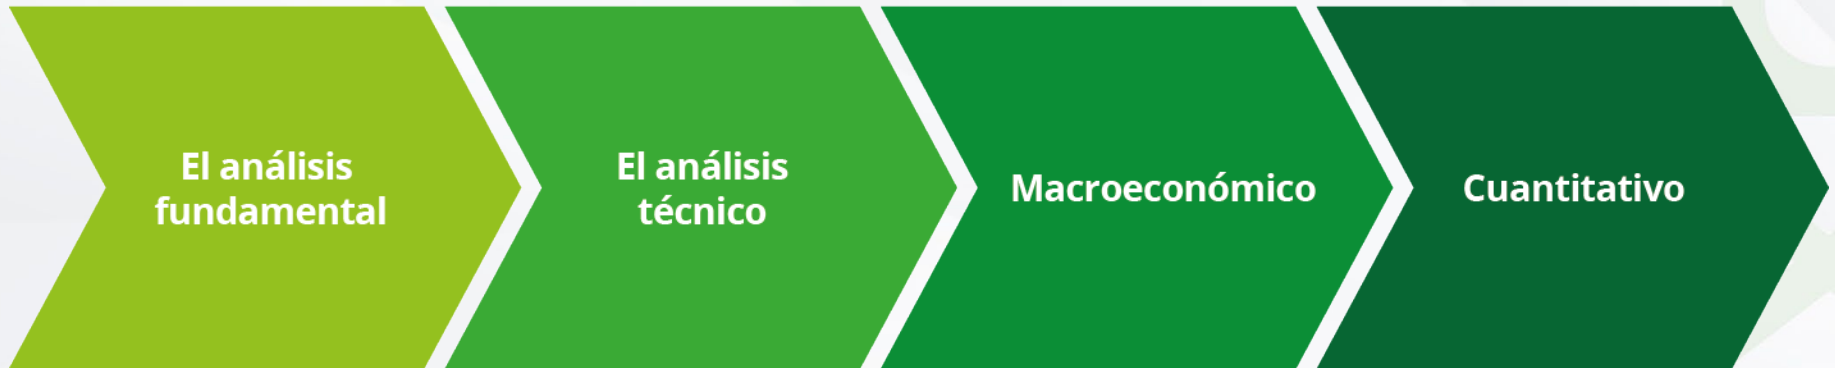 El análisis
fundamental
El análisis
técnico
Macroeconómico
Cuantitativo